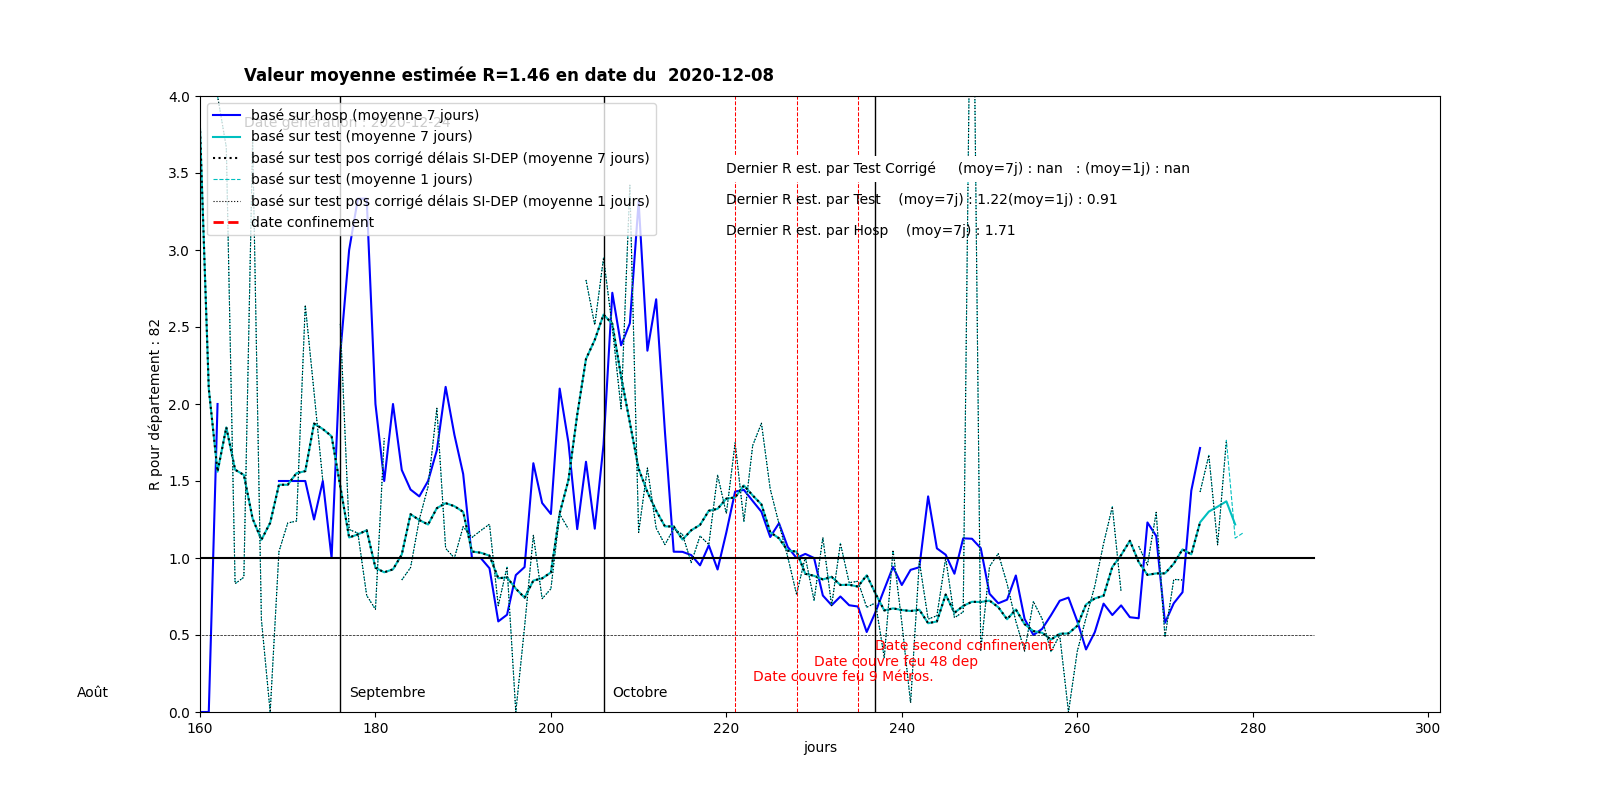 Valeur moyenne estimée R=1.46 en date du  2020-12-08
Date génération : 2020-12-24
basé sur hosp (moyenne 7 jours)
basé sur test (moyenne 7 jours)
basé sur test pos corrigé délais SI-DEP (moyenne 7 jours)
basé sur test (moyenne 1 jours)
basé sur test pos corrigé délais SI-DEP (moyenne 1 jours)
date confinement
Dernier R est. par Test Corrigé (moy=7j) : nan : (moy=1j) : nan
Dernier R est. par Test (moy=7j) : 1.22(moy=1j) : 0.91
Dernier R est. par Hosp (moy=7j) : 1.71
4.0
3.5
3.0
2.5
2.0
1.5
1.0
0.5
0.0
R pour département : 82
Date second confinement
Date couvre feu 48 dep
Date couvre feu 9 Métros.
Août
Septembre
Octobre
160 180 200 220 240 260 280 300
jours